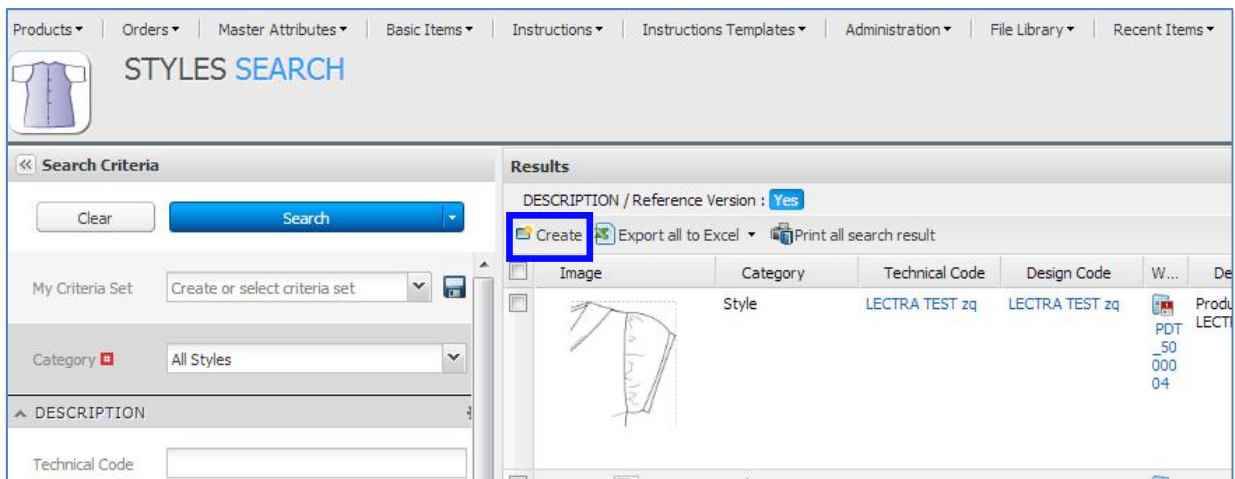 Products Orders Master Attributes Basic Items Instructions Instructions Templates Administration File Library Recent Items
STYLES SEARCH
Search Criteria
Clear Search
My Criteria Set Create or select criteria set
Category All Styles
DESCRIPTION
Technical Code
Results
DESCRIPTION / Reference Version : Yes
Create Export all to Excel Print all search result
Image Category Technical Code Design Code W... De
Style LECTRA TEST zq LECTRA TEST zq Produ
PDT LECT
_50
000
04